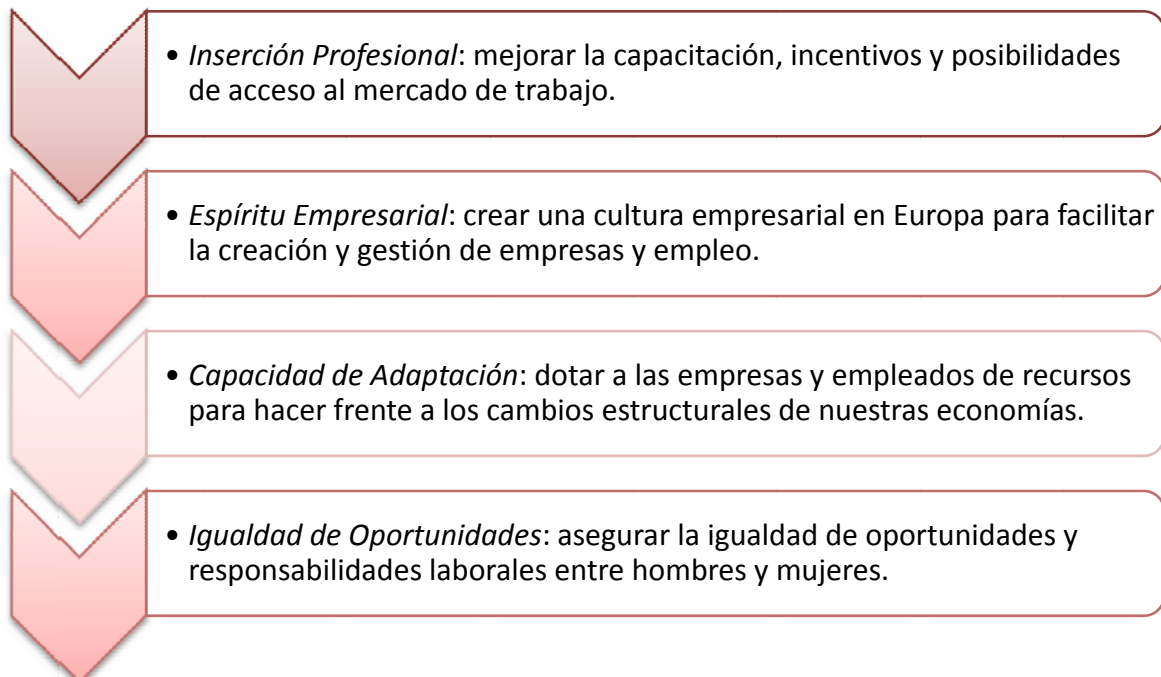 • Inserción Profesional: mejorar la capacitación, incentivos y posibilidades
de acceso al mercado de trabajo.
• Espíritu Empresarial: crear una cultura empresarial en Europa para facilitar
la creación y gestión de empresas y empleo.
• Capacidad de Adaptación: dotar a las empresas y empleados de recursos
para hacer frente a los cambios estructurales de nuestras economías.
• Igualdad de Oportunidades: asegurar la igualdad de oportunidades y
responsabilidades laborales entre hombres y mujeres.